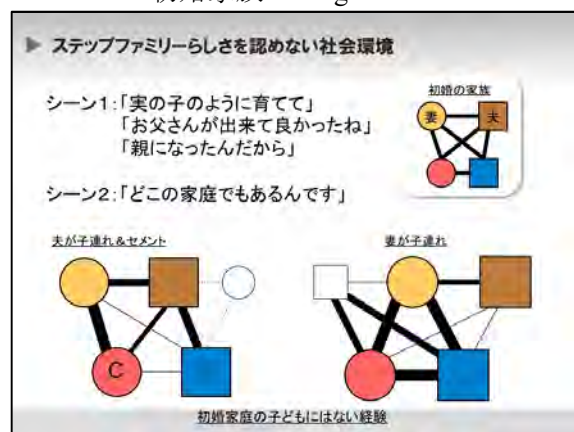 ステップファミリーらしさを認めない社会環境
シーン1:「実の子のように育てて」
「お父さんが出来て良かったね」
「親になったんだから」
シーン2:「どこの家庭でもあるんです」
初婚の家族
妻
夫
夫が子連れ&セメント
C
妻が子連れ
初婚家庭の子どもにはない経験